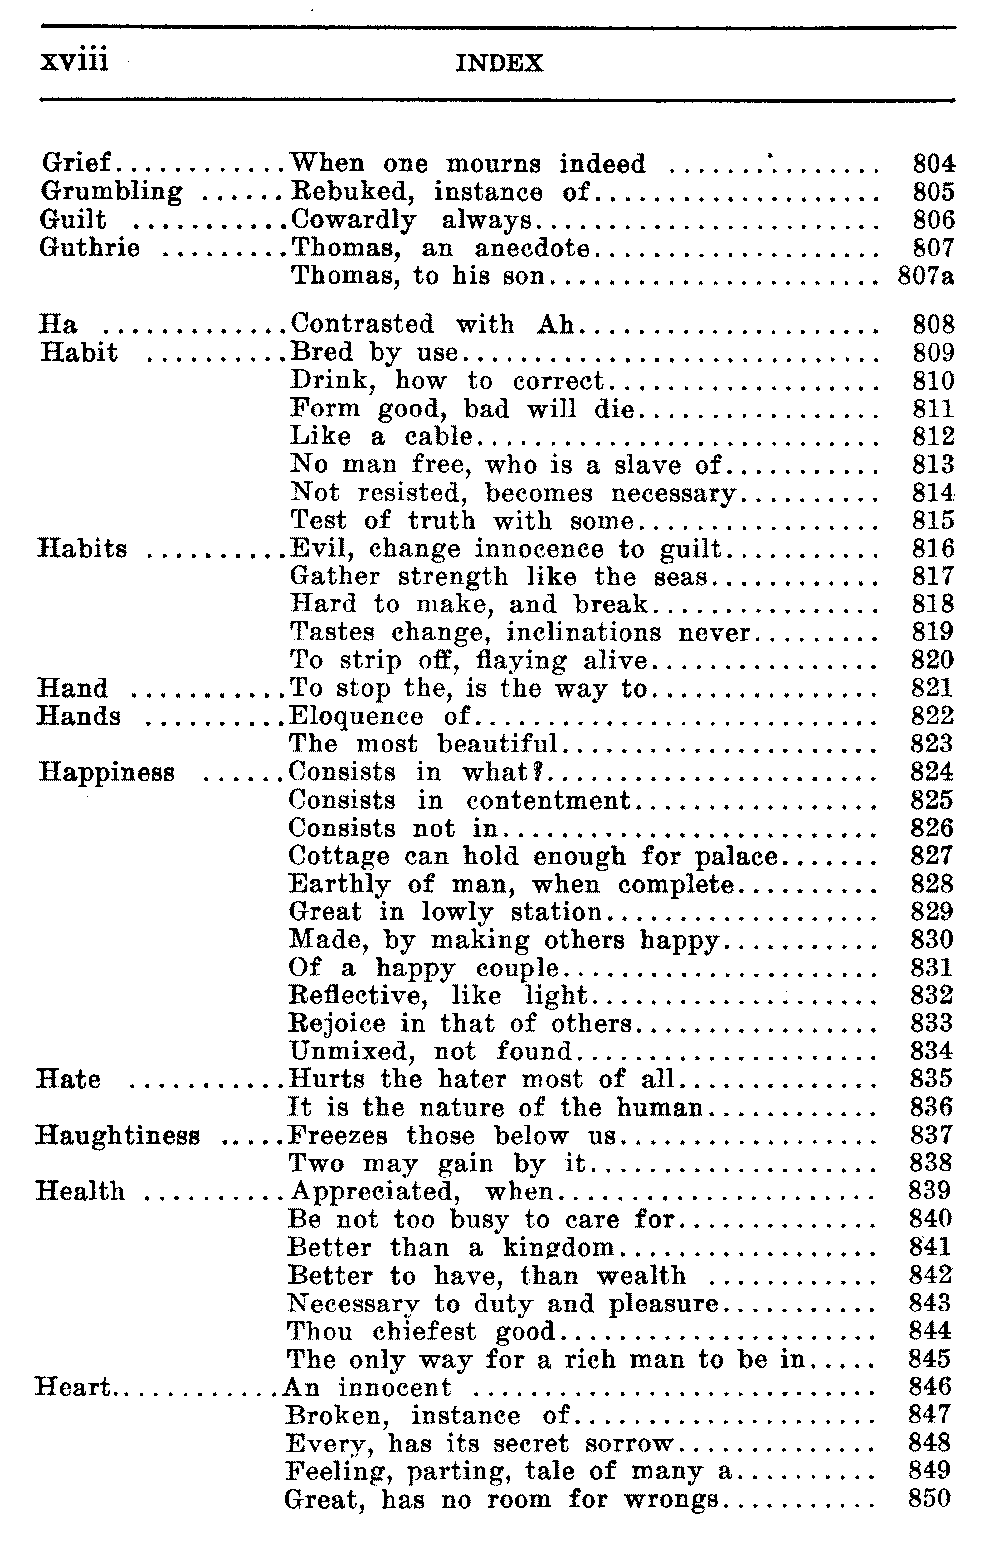 xviii INDEX
Grief............When one mourns indeed ............... 804
Grumbling ......Rebuked, instance of.................... 805
Guilt ...........Cowardly always........................ 806
Guthrie .........Thomas, an anecdote.................... 807
Thomas, to his son....................... 807a
Ha .............Contrasted with Ah..................... 808
Habit ..........Bred by use............................. 809
Drink, how to correct................... 810
Form good, bad will die................. 811
Like a cable............................ 812
No man free, who is a slave of........... 813
Not resisted, becomes necessary.......... 814
Test of truth with some................. 815
Habits ..........Evil, change innocence to guilt........... 816
Gather strength like the seas............ 817
Hard to make, and break................ 818
Tastes change, inclinations never......... 819
To strip off, flaying alive................ 820
Hand ...........To stop the, is the way to................ 821
Hands ..........Eloquence of............................ 822
The most beautiful...................... 823
Happiness ......Consists in what?....................... 824
Consists in contentment................. 825
Consists not in.......................... 826
Cottage can hold enough for palace....... 827
Earthly of man, when complete.......... 828
Great in lowly station................... 829
Made, by making others happy........... 830
Of a happy couple...................... 831
Reflective, like light.................... 832
Rejoice in that of others................. 833
Unmixed, not found..................... 834
Hate ...........Hurts the hater most of all.............. 835
It is the nature of the human............ 836
Haughtiness .....Freezes those below us.................. 837
Two may gain by it.................... 838
Health ..........Appreciated, when...................... 839
Be not too busy to care for.............. 840
Better than a kingdom.................. 841
Better to have, than wealth ............ 842
Necessary to duty and pleasure........... 843
Thou chiefest good...................... 844
The only way for a rich man to be in..... 845
Heart............An innocent ............................ 846
Broken, instance of..................... 847
Every, has its secret sorrow.............. 848
Feeling, parting, tale of many a.......... 849
Great, has no room for wrongs........... 850